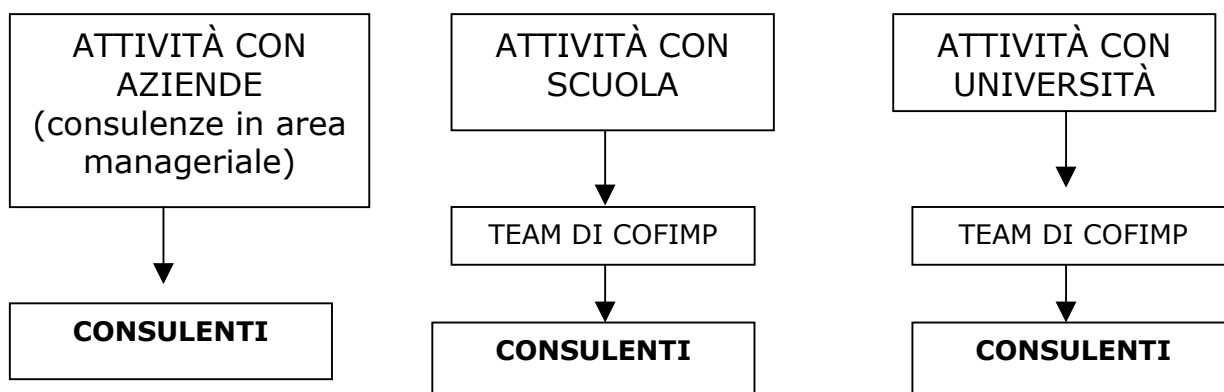 ATTIVITÀ CON
AZIENDE
(consulenze in area
manageriale)
CONSULENTI
ATTIVITÀ CON
SCUOLA
TEAM DI COFIMP
CONSULENTI
ATTIVITÀ CON
UNIVERSITÀ
TEAM DI COFIMP
CONSULENTI